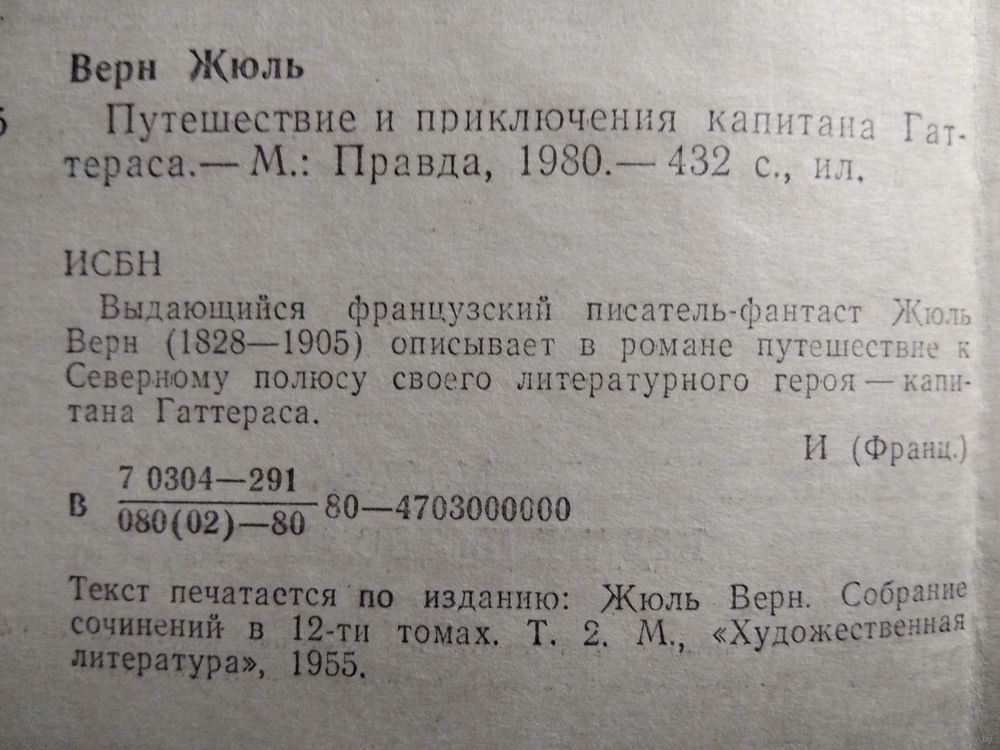 Верн Жюль
Путешествие и приключения капитана Гат-
тераса.— М.: Правда, 1980.— 432 с., ил.
ИСБН
Выдающийся французский писатель-фантаст Жюль
Верн (1828—1905) описывает в романе путешествие к
Северному полюсу своего литературного героя — капи-
тана Гаттераса.
И (Франц.)
В 7 0304—291
080(02)—80 80—4703000000
Текст печатается по изданию: Жюль Верн. Собрание
сочинений в 12-ти томах. Т. 2. М., «Художественная
литература», 1955.